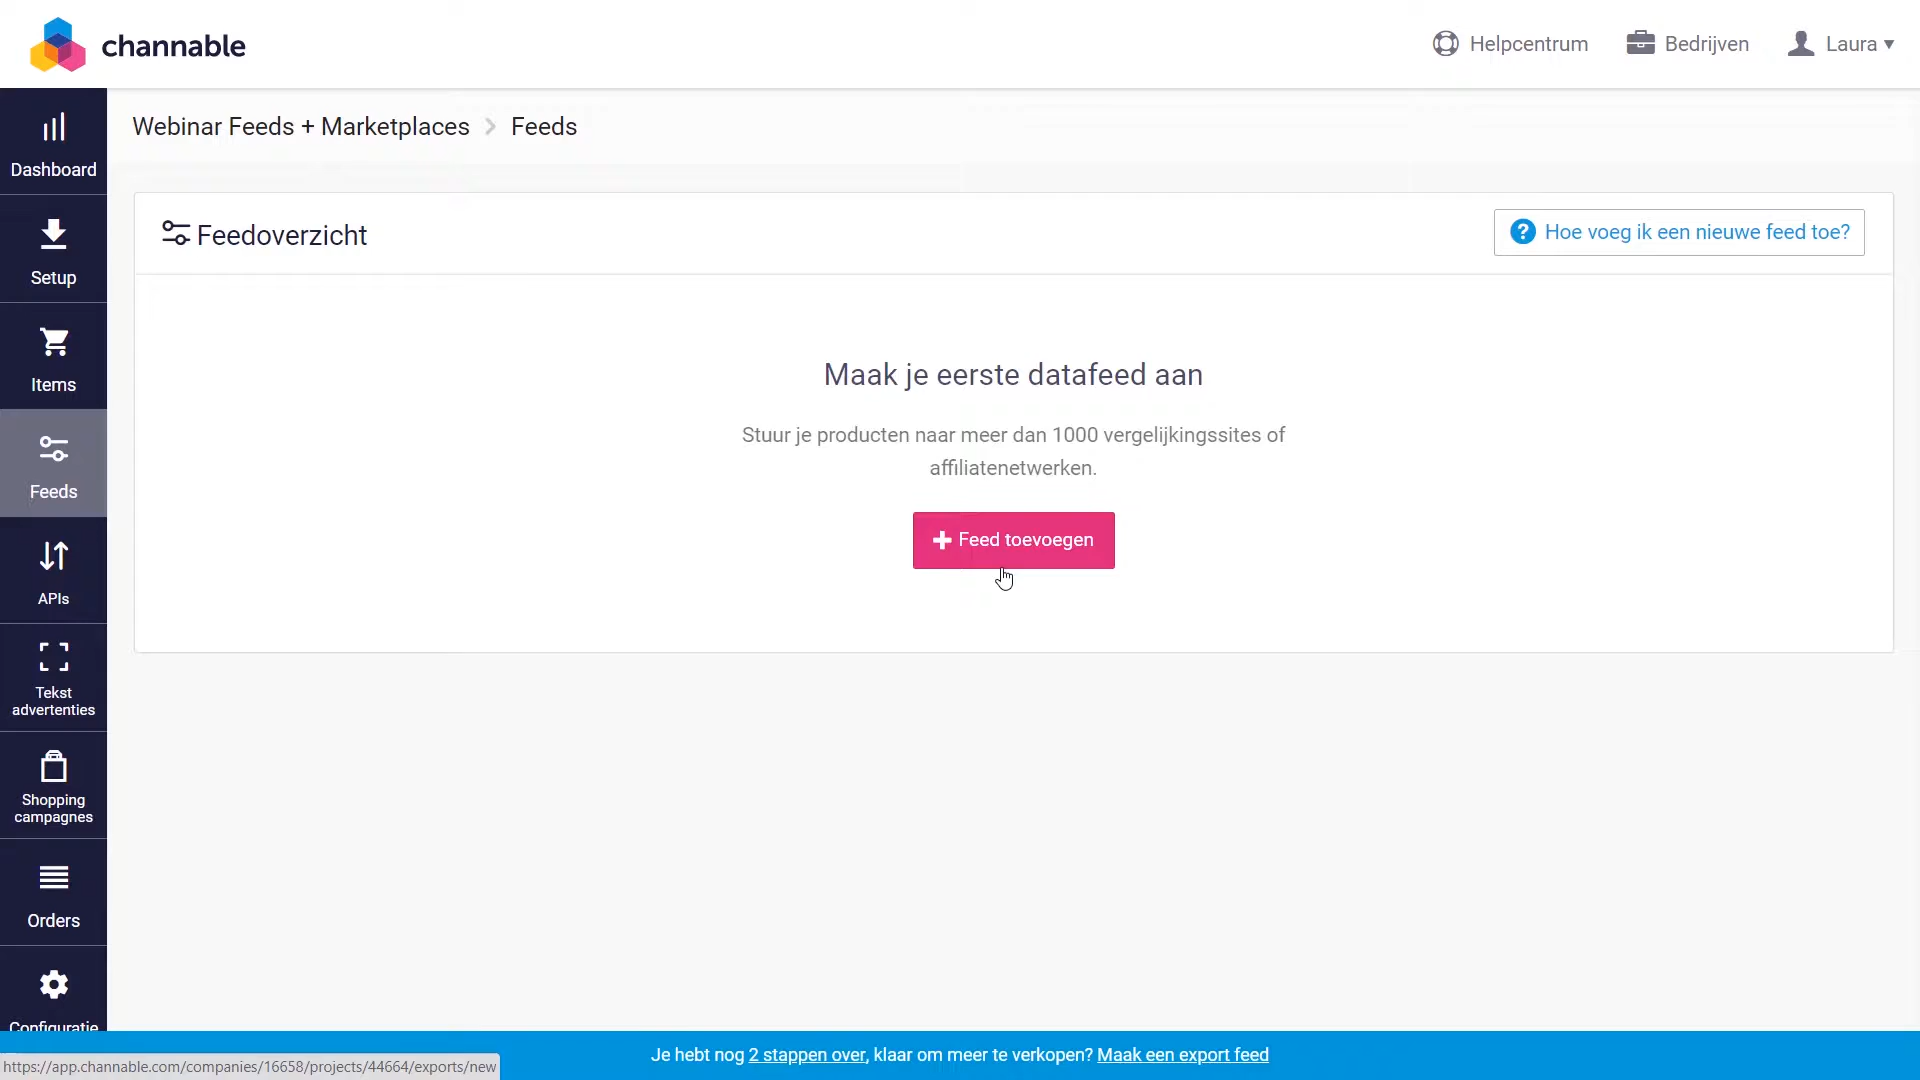 channable
Helpcentrum
Bedrijven
Laura
Webinar Feeds + Marketplaces
Feeds
Dashboard
Setup
Items
Feeds
APIs
Tekst
advertenties
Shopping
campagnes
Orders
Configuratie
Feedoverzicht
? Hoe voeg ik een nieuwe feed toe?
Maak je eerste datafeed aan
Stuur je producten naar meer dan 1000 vergelijkingssites of
affiliatenetwerken.
+ Feed toevoegen
Je hebt nog 2 stappen over, klaar om meer te verkopen? Maak een export feed
https://app.channable.com/companies/16658/projects/44664/exports/new